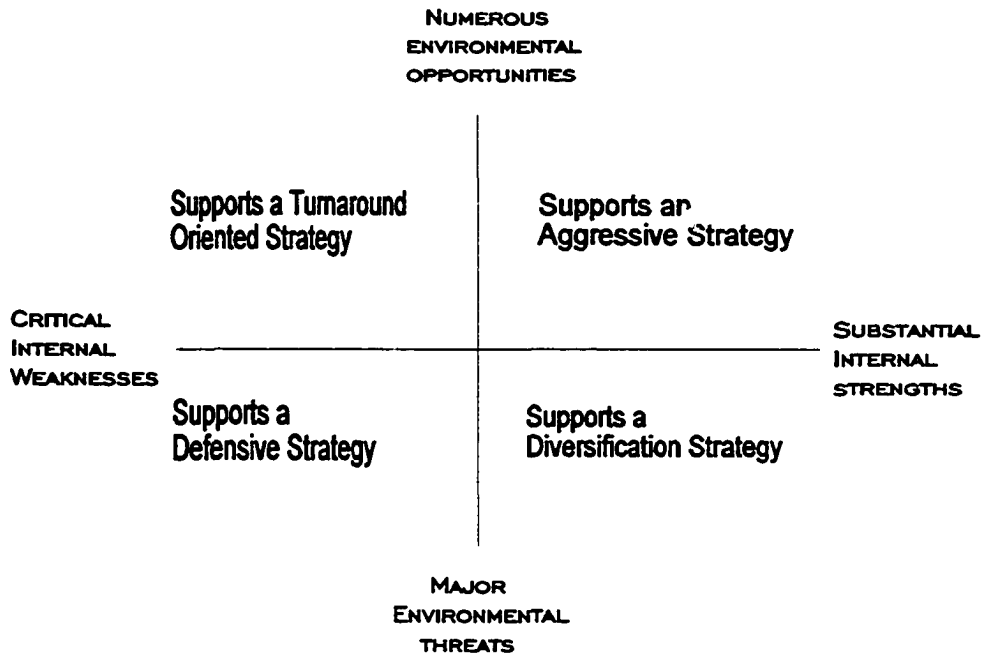 NUMEROUS
ENVIRONMENTAL
OPPORTUNITIES
Supports a Turnaround
Oriented Strategy
Supports an
Aggressive Strategy
CRITICAL
INTERNAL
WEAKNESSES
SUBSTANTIAL
INTERNAL
STRENGTHS
Supports a
Defensive Strategy
Supports a
Diversification Strategy
MAJOR
ENVIRONMENTAL
THREATS